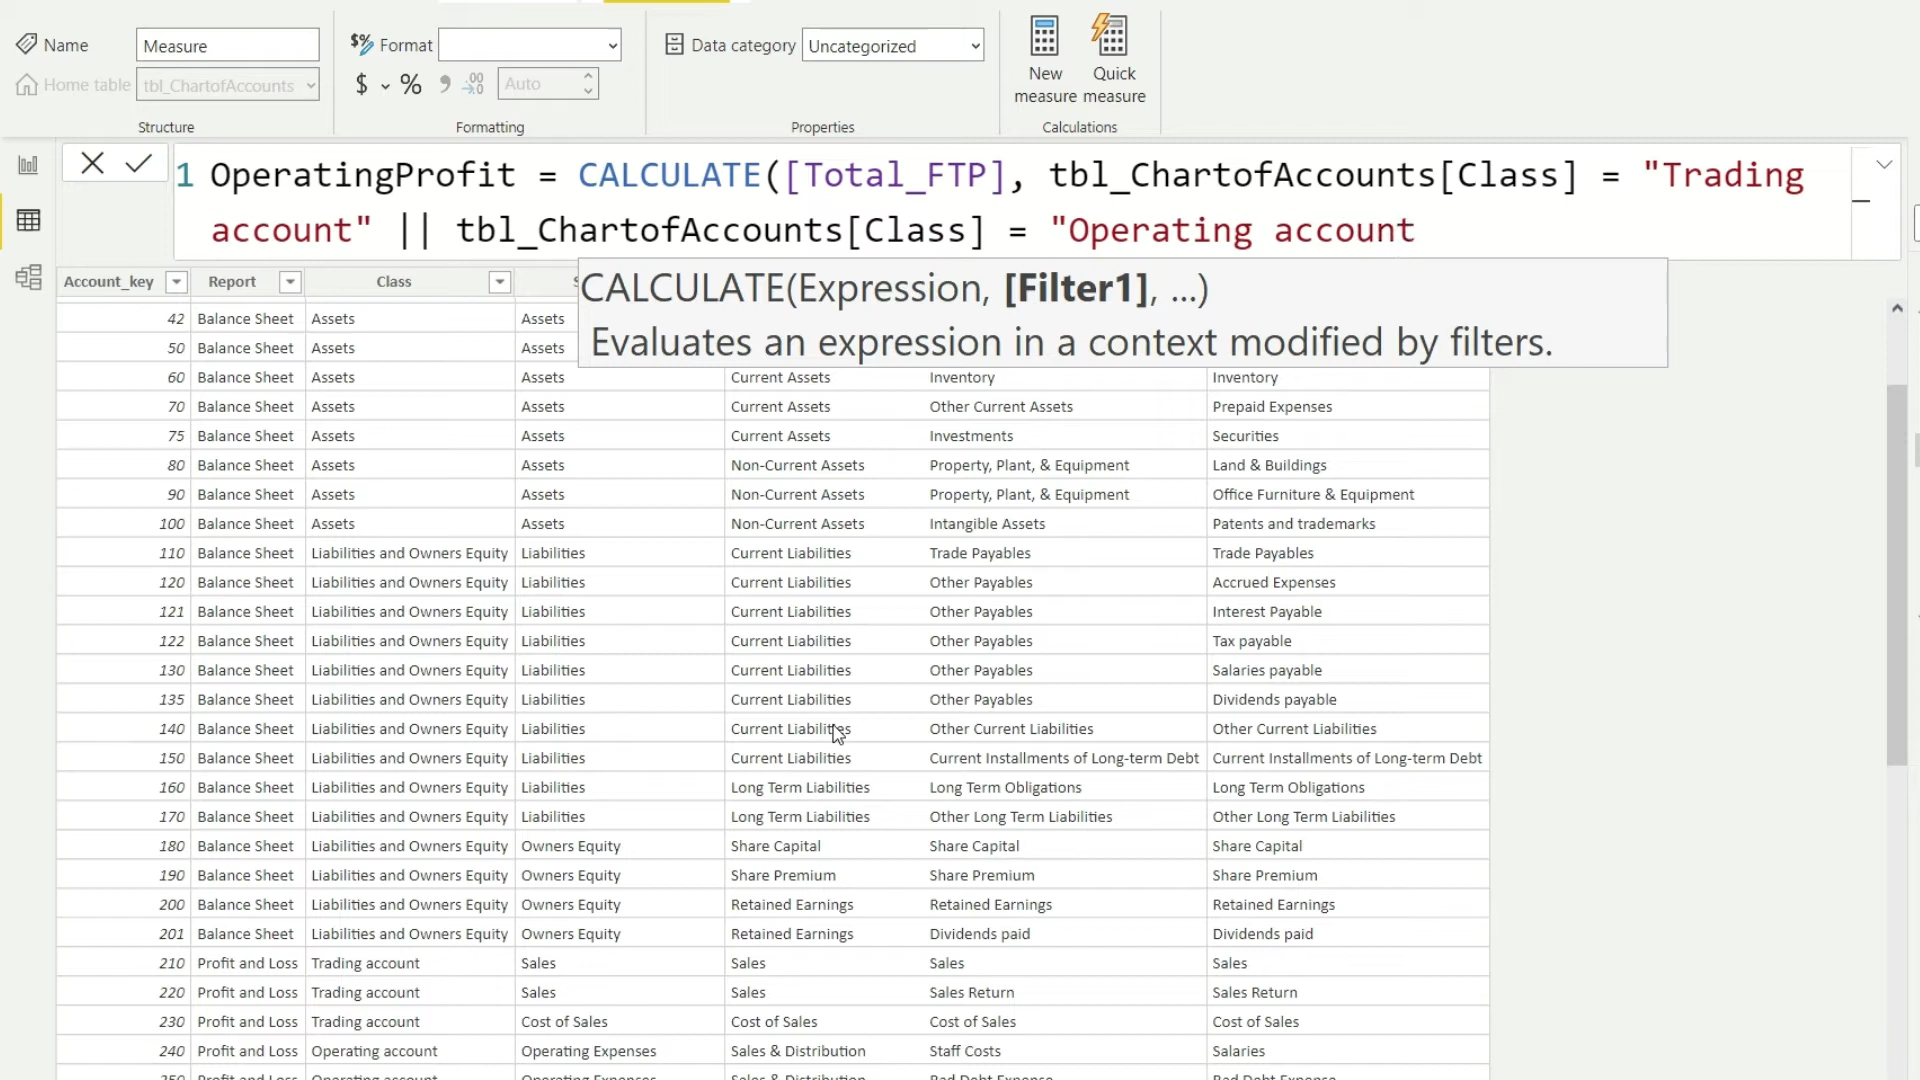 Name Measure
Home table tbl_ChartofAccounts
Structure
$% Format
$ % , .00 Auto
Formatting
Data category Uncategorized
Properties
New measure
Quick measure
Calculations
1 OperatingProfit = CALCULATE([Total_FTP], tbl_ChartofAccounts[Class] = "Trading
account" || tbl_ChartofAccounts[Class] = "Operating account
CALCULATE(Expression, [Filter1], ...)
Evaluates an expression in a context modified by filters.
Account_key Report Class
42 Balance Sheet Assets Assets
50 Balance Sheet Assets Assets
60 Balance Sheet Assets Assets Current Assets Inventory Inventory
70 Balance Sheet Assets Assets Current Assets Other Current Assets Prepaid Expenses
75 Balance Sheet Assets Assets Current Assets Investments Securities
80 Balance Sheet Assets Assets Non-Current Assets Property, Plant, & Equipment Land & Buildings
90 Balance Sheet Assets Assets Non-Current Assets Property, Plant, & Equipment Office Furniture & Equipment
100 Balance Sheet Assets Assets Non-Current Assets Intangible Assets Patents and trademarks
110 Balance Sheet Liabilities and Owners Equity Liabilities Current Liabilities Trade Payables Trade Payables
120 Balance Sheet Liabilities and Owners Equity Liabilities Current Liabilities Other Payables Accrued Expenses
121 Balance Sheet Liabilities and Owners Equity Liabilities Current Liabilities Other Payables Interest Payable
122 Balance Sheet Liabilities and Owners Equity Liabilities Current Liabilities Other Payables Tax payable
130 Balance Sheet Liabilities and Owners Equity Liabilities Current Liabilities Other Payables Salaries payable
135 Balance Sheet Liabilities and Owners Equity Liabilities Current Liabilities Other Payables Dividends payable
140 Balance Sheet Liabilities and Owners Equity Liabilities Current Liabilities Other Current Liabilities Other Current Liabilities
150 Balance Sheet Liabilities and Owners Equity Liabilities Current Liabilities Current Installments of Long-term Debt Current Installments of Long-term Debt
160 Balance Sheet Liabilities and Owners Equity Liabilities Long Term Liabilities Long Term Obligations Long Term Obligations
170 Balance Sheet Liabilities and Owners Equity Liabilities Long Term Liabilities Other Long Term Liabilities Other Long Term Liabilities
180 Balance Sheet Liabilities and Owners Equity Owners Equity Share Capital Share Capital Share Capital
190 Balance Sheet Liabilities and Owners Equity Owners Equity Share Premium Share Premium Share Premium
200 Balance Sheet Liabilities and Owners Equity Owners Equity Retained Earnings Retained Earnings Retained Earnings
201 Balance Sheet Liabilities and Owners Equity Owners Equity Retained Earnings Dividends paid Dividends paid
210 Profit and Loss Trading account Sales Sales Sales Sales
220 Profit and Loss Trading account Sales Sales Sales Return Sales Return
230 Profit and Loss Trading account Cost of Sales Cost of Sales Cost of Sales Cost of Sales
240 Profit and Loss Operating account Operating Expenses Sales & Distribution Staff Costs Salaries
250 Profit and Loss Operating account Operating Expenses Sales & Distribution Bad Debt Expense Bad Debt Expense